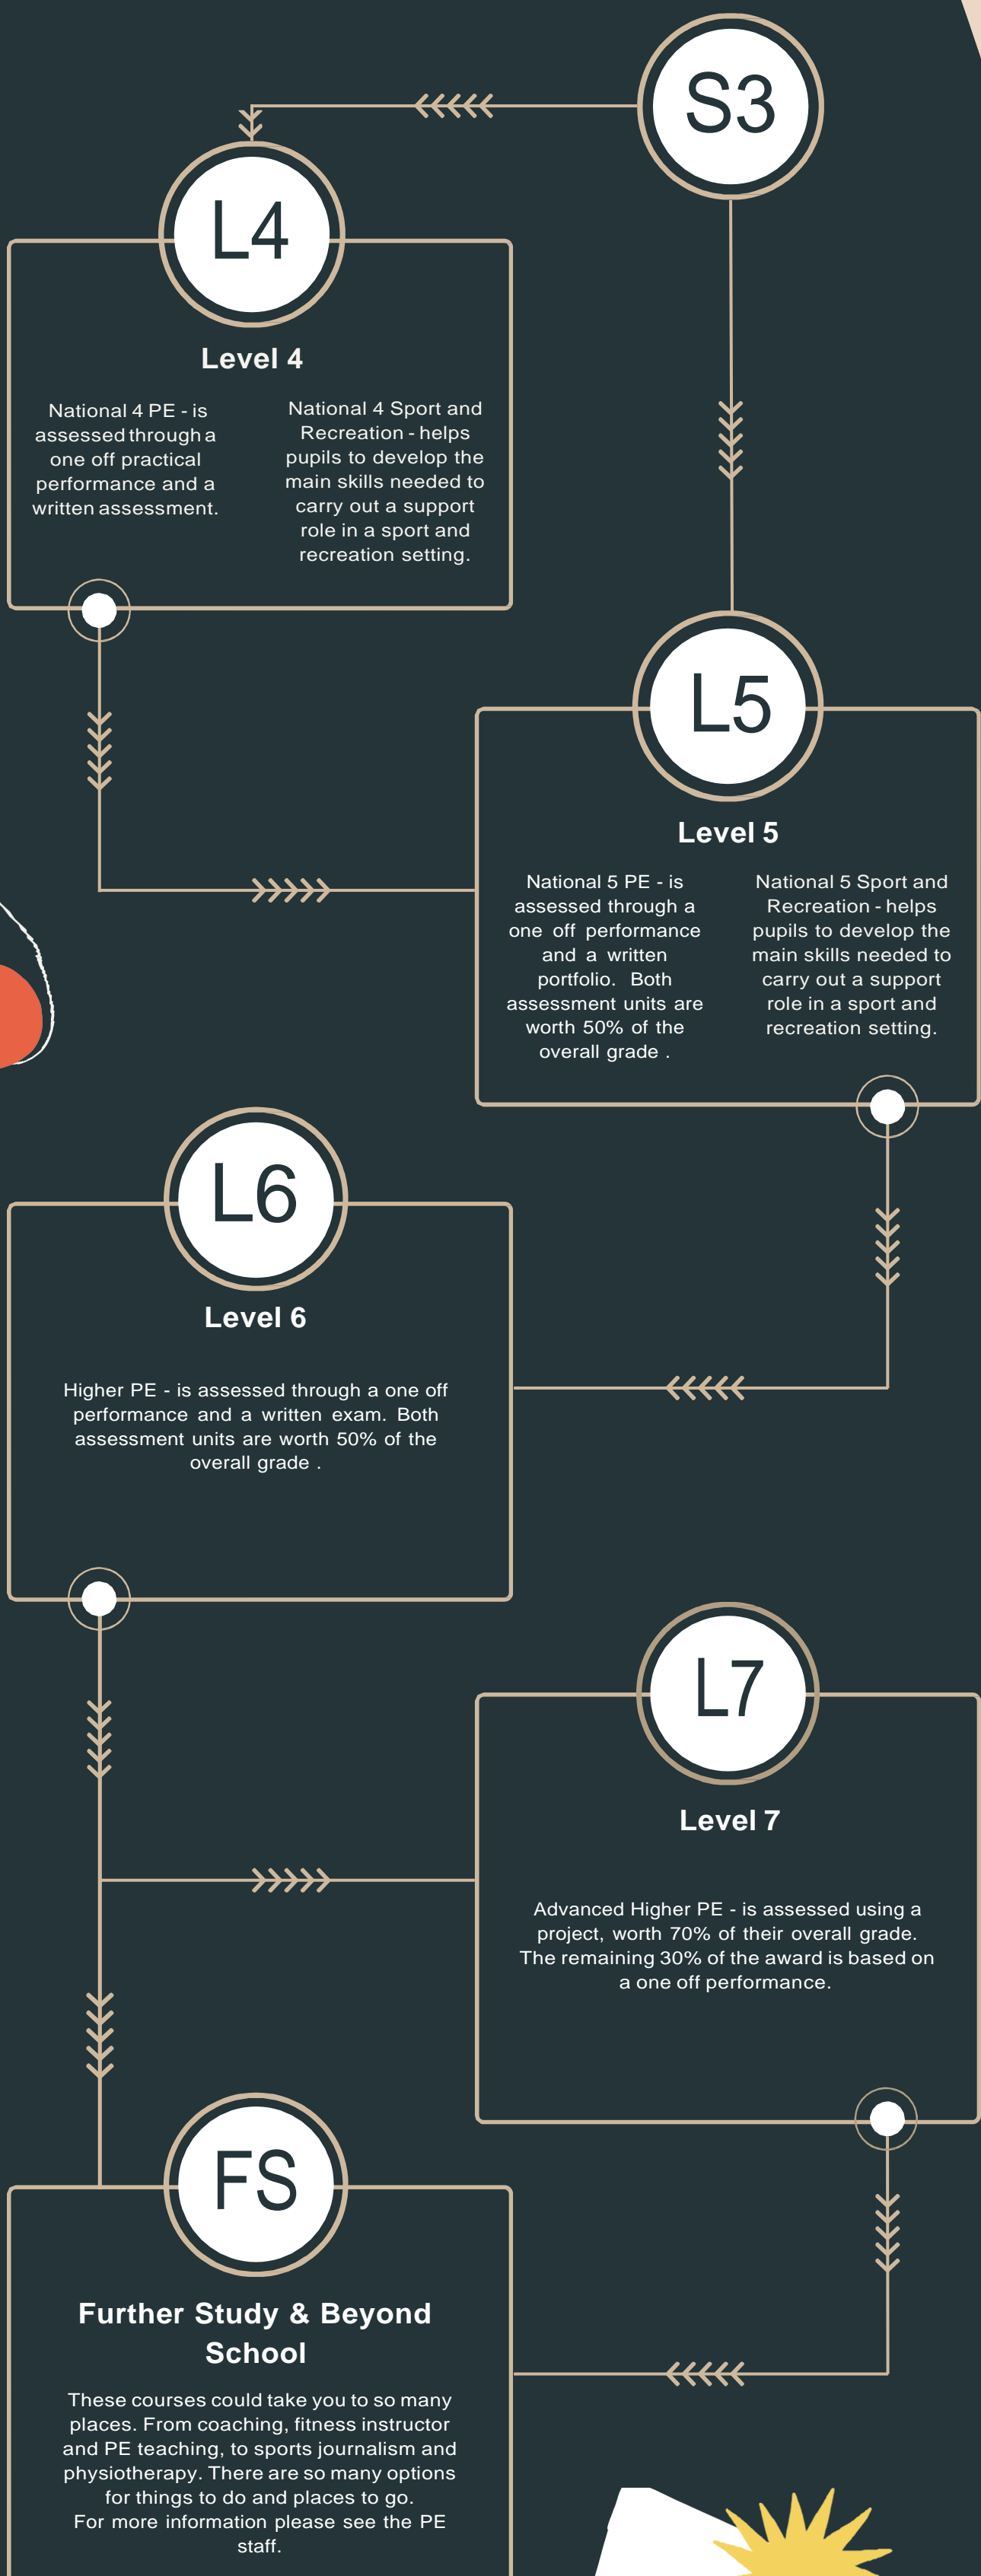 S3
L4
Level 4
National 4 PE - is
assessed through a
one off practical
performance and a
written assessment.
National 4 Sport and
Recreation - helps
pupils to develop the
main skills needed to
carry out a support
role in a sport and
recreation setting.
L5
Level 5
National 5 PE - is
assessed through a
one off performance
and a written
portfolio. Both
assessment units are
worth 50% of the
overall grade .
National 5 Sport and
Recreation - helps
pupils to develop the
main skills needed to
carry out a support
role in a sport and
recreation setting.
L6
Level 6
Higher PE - is assessed through a one off
performance and a written exam. Both
assessment units are worth 50% of the
overall grade .
L7
Level 7
Advanced Higher PE - is assessed using a
project, worth 70% of their overall grade.
The remaining 30% of the award is based on
a one off performance.
FS
Further Study & Beyond
School
These courses could take you to so many
places. From coaching, fitness instructor
and PE teaching, to sports journalism and
physiotherapy. There are so many options
for things to do and places to go.
For more information please see the PE
staff.